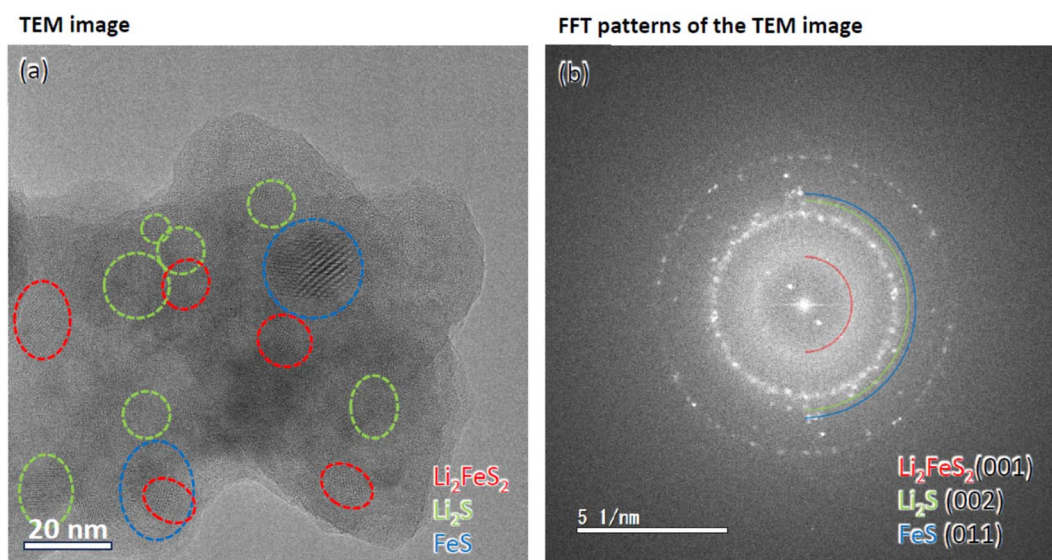 TEM image
FFT patterns of the TEM image
(a)
Li₂FeS₂
Li₂S
FeS
20 nm
(b)
Li₂FeS₂(001)
Li₂S (002)
FeS (011)
5 1/nm